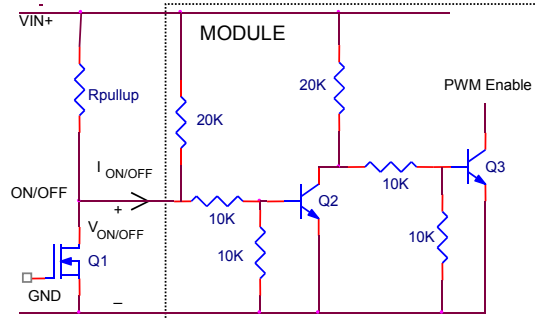 VIN+
MODULE
Rpullup
20K
20K
PWM Enable
I ON/OFF
ON/OFF
+
10K
Q2
10K
Q3
V ON/OFF
10K
10K
Q1
GND
–